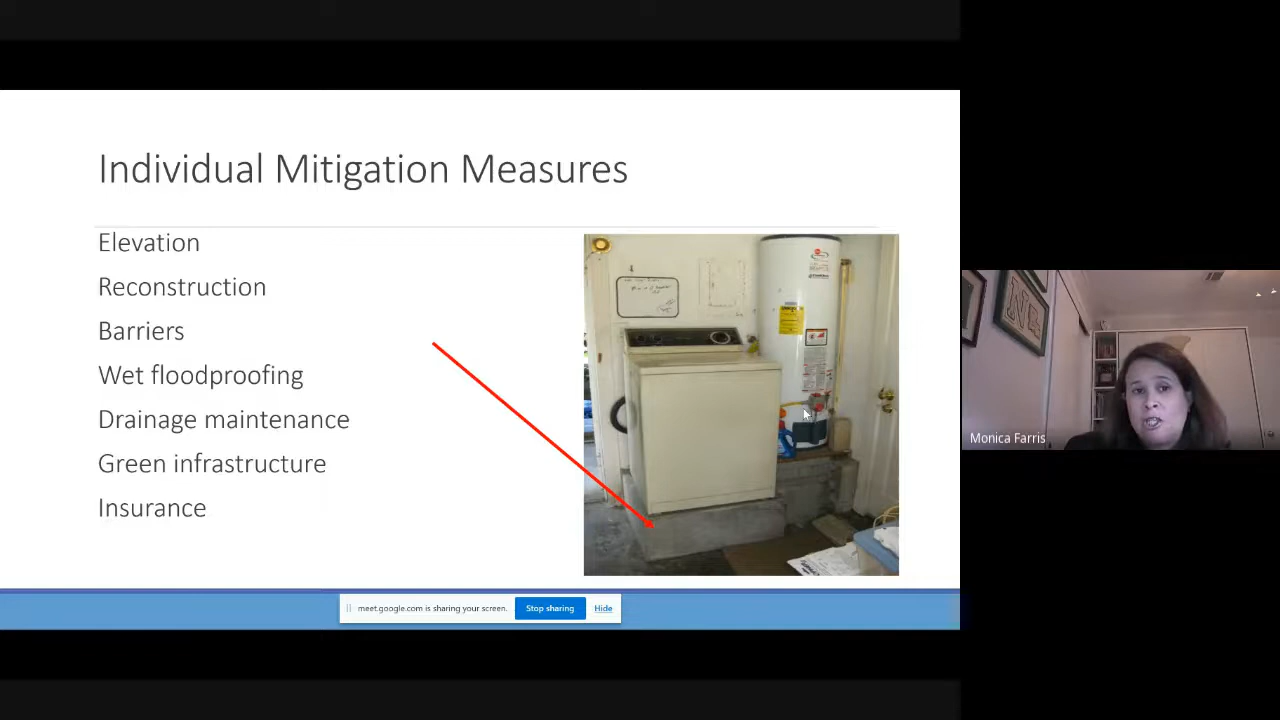 Individual Mitigation Measures
Elevation
Reconstruction
Barriers
Wet floodproofing
Drainage maintenance
Green infrastructure
Insurance
meet.google.com is sharing your screen.
Stop sharing
Hide
Monica Farris